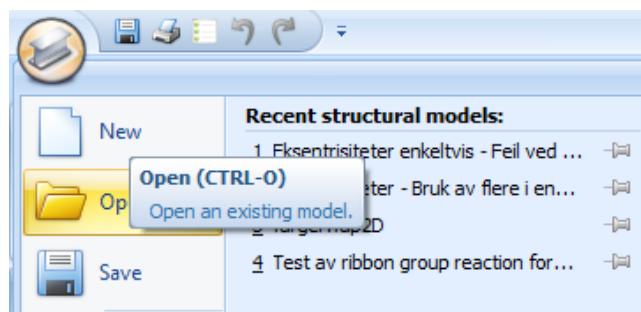 Recent structural models:
New
1 Eksentrisiteter enkeltvis - Feil ved ...
Open (CTRL-O)
Open an existing model.
Op
eter - Bruk av flere i en...
4 Test av ribbon group reaction for...
Save